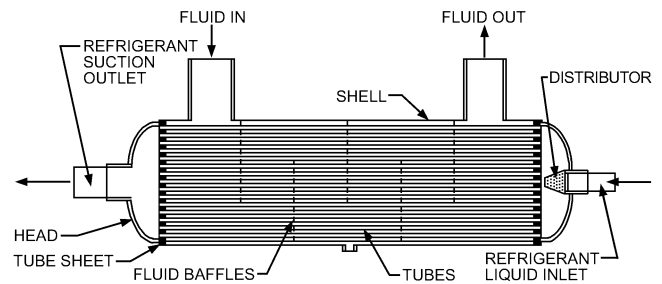 FLUID IN
FLUID OUT
REFRIGERANT
SUCTION
OUTLET
DISTRIBUTOR
SHELL
HEAD
TUBE SHEET
FLUID BAFFLES
TUBES
REFRIGERANT
LIQUID INLET